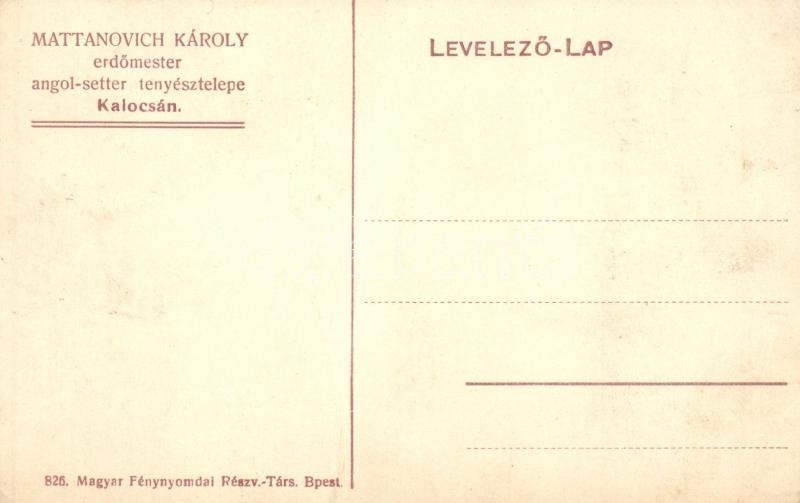 MATTANOVICH KÁROLY
erdőmester
angol-setter tenyésztelepe
Kalocsán.
LEVELEZŐ-LAP
826. Magyar Fénynyomdai Részv.-Társ. Bpest.